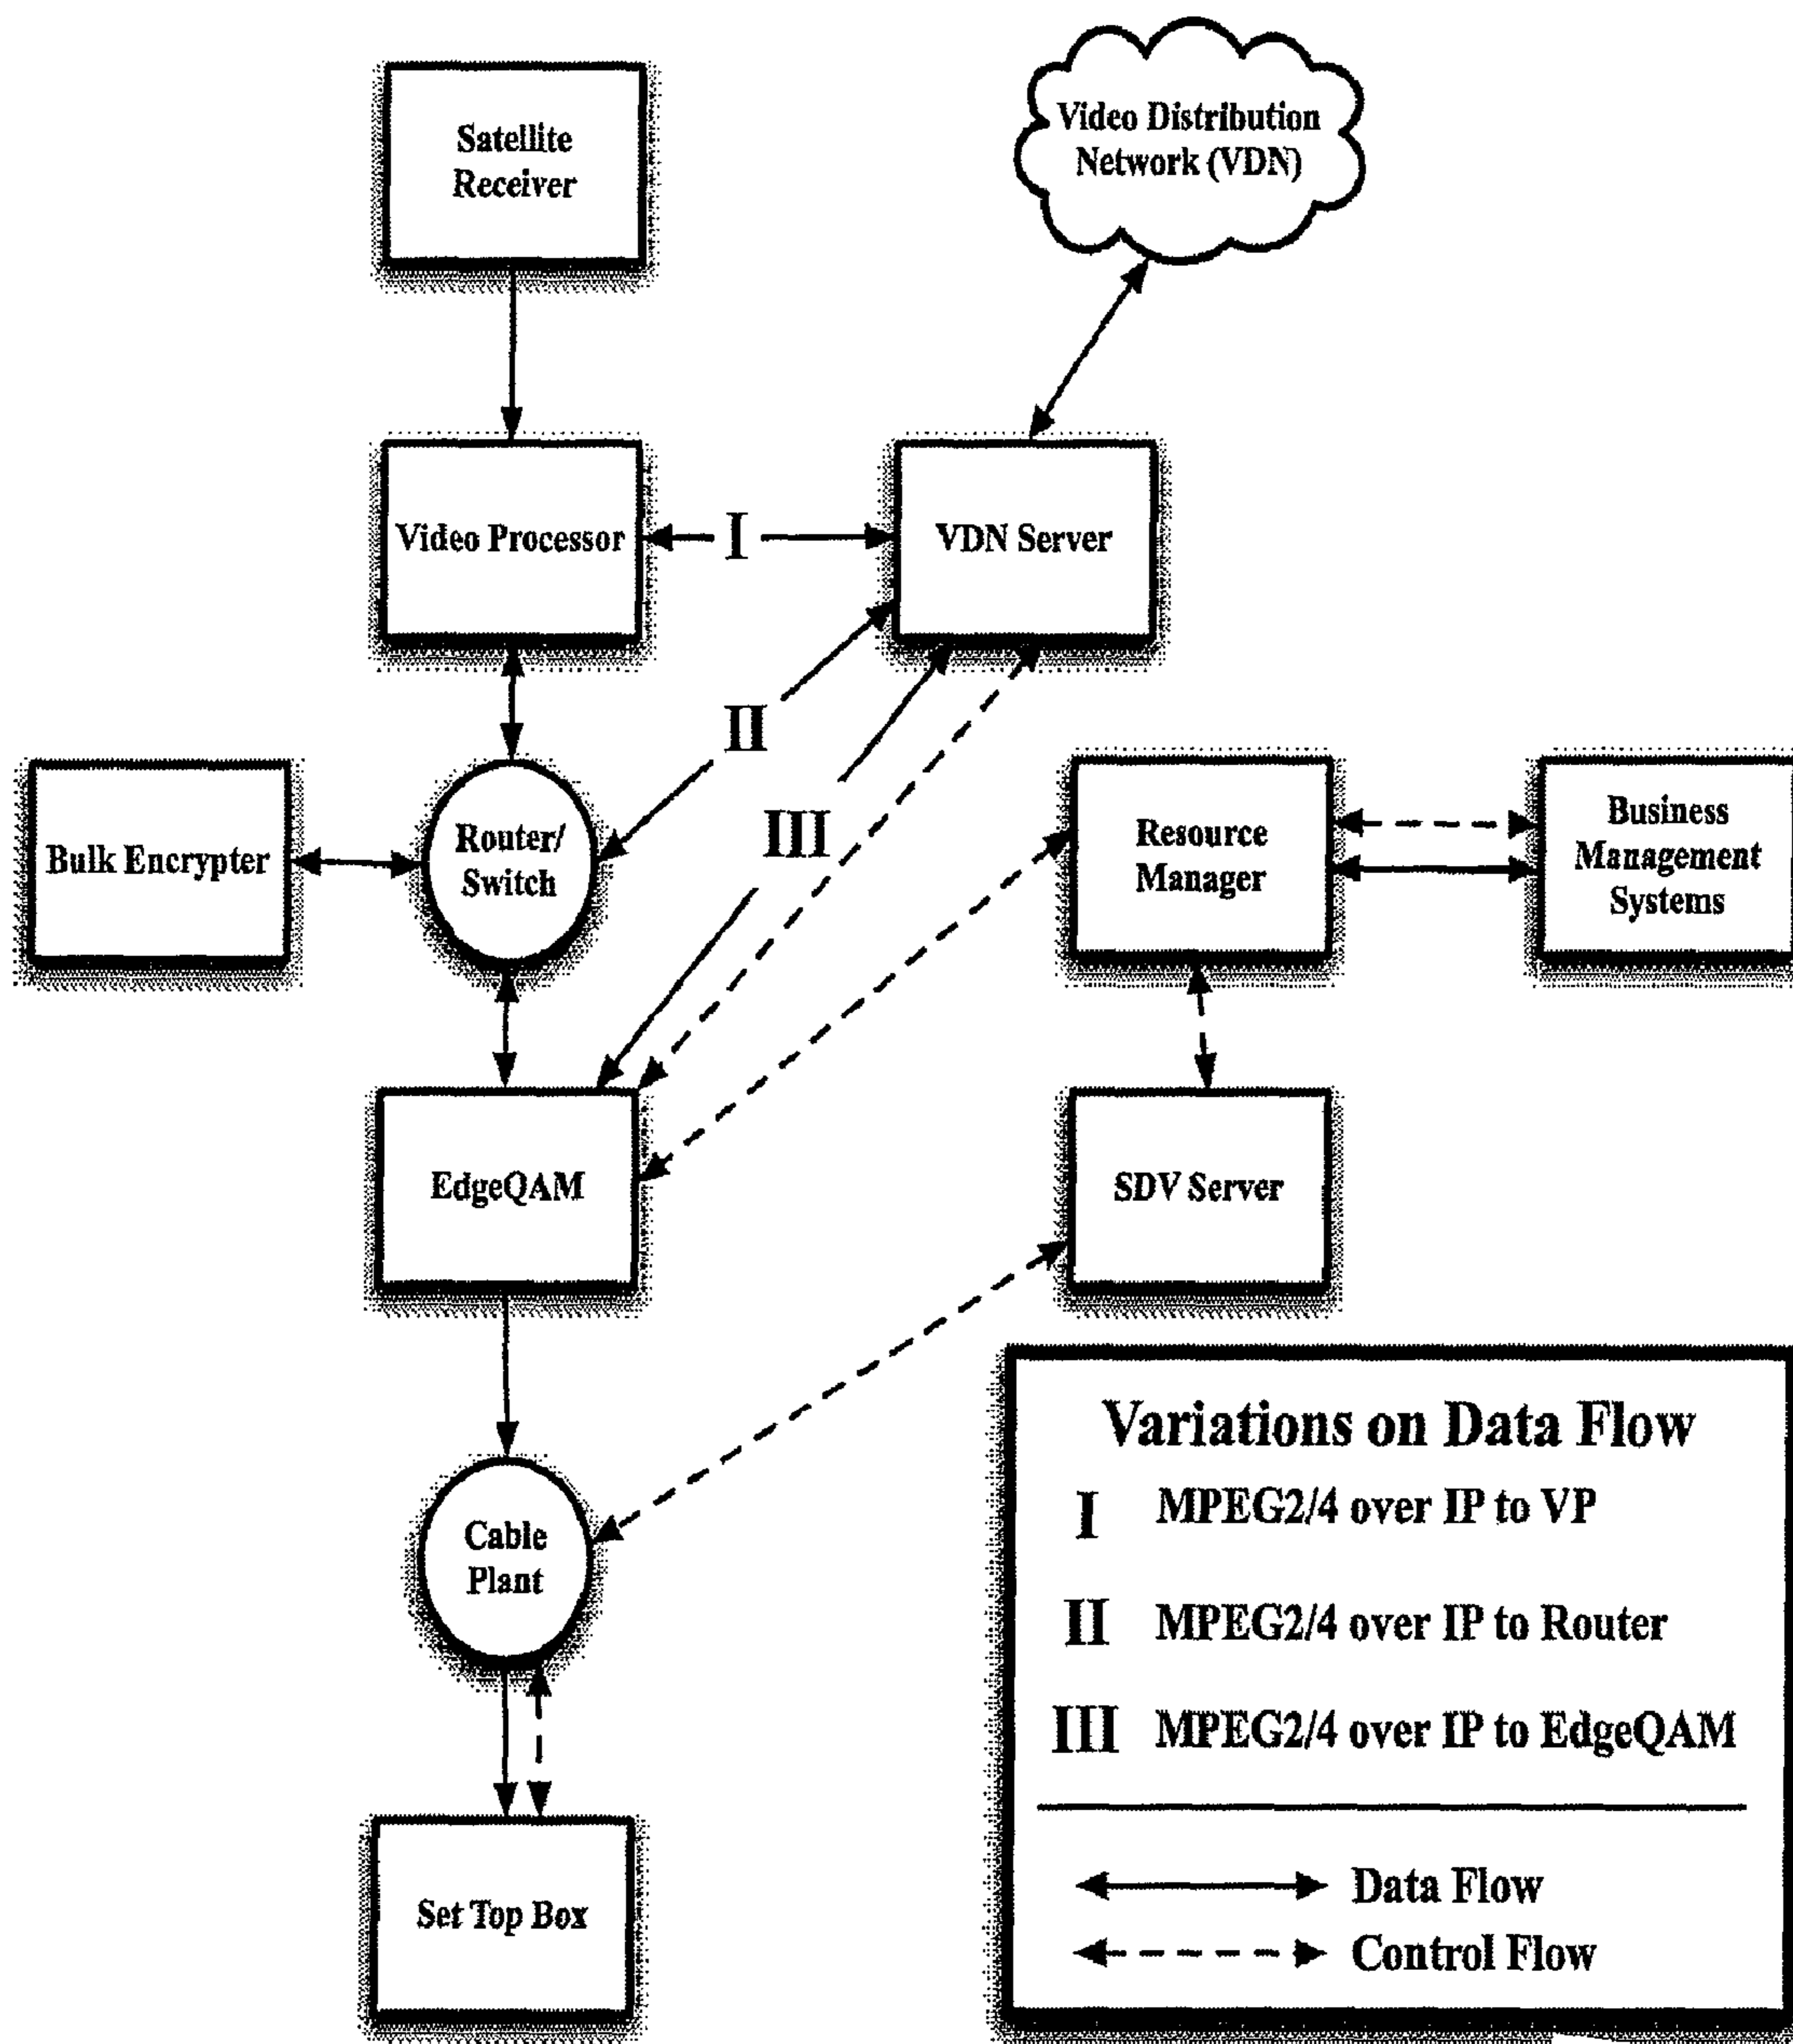 Satellite
Receiver
Video Distribution
Network (VDN)
Video Processor
I
VDN Server
II
III
Bulk Encrypter
Router/
Switch
Resource
Manager
Business
Management
Systems
EdgeQAM
SDV Server
Cable
Plant
Set Top Box
Variations on Data Flow
I MPEG2/4 over IP to VP
II MPEG2/4 over IP to Router
III MPEG2/4 over IP to EdgeQAM
Data Flow
Control Flow